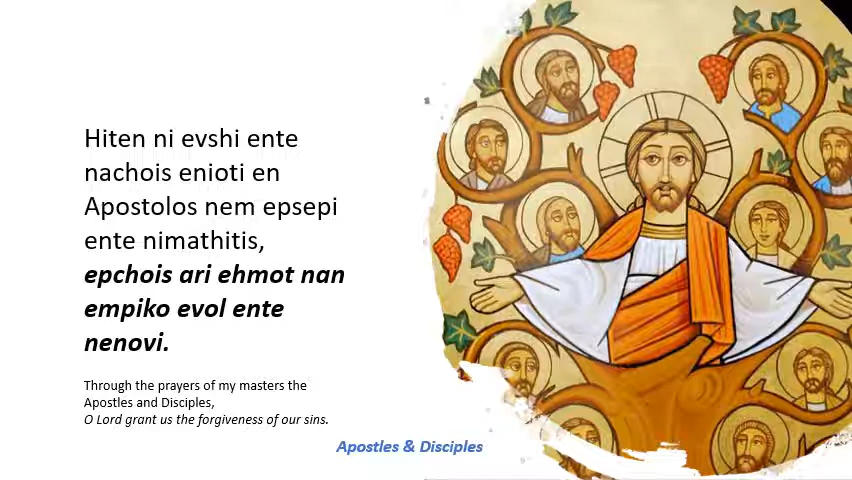 Hiten ni evshi ente
nachois enioti en
Apostolos nem epsepi
ente nimathitis,
epchois ari ehmot nan
empiko evol ente
nenovi.
Through the prayers of my masters the
Apostles and Disciples,
O Lord grant us the forgiveness of our sins.
Apostles & Disciples